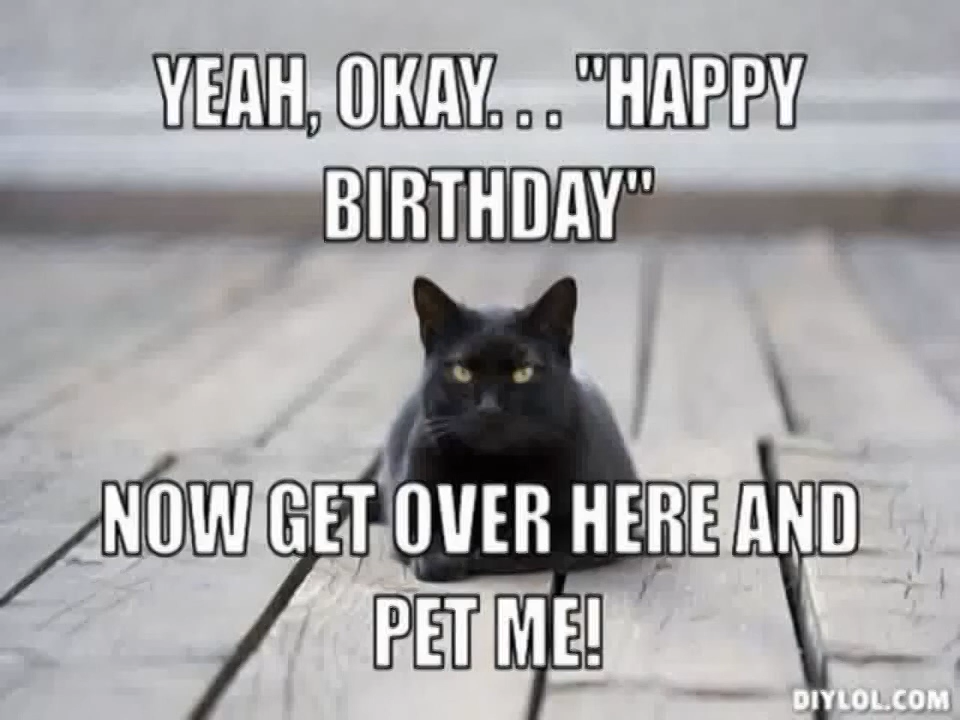 YEAH, OKAY. . . "HAPPY
BIRTHDAY"
NOW GET OVER HERE AND
PET ME!
DIYLOL.COM